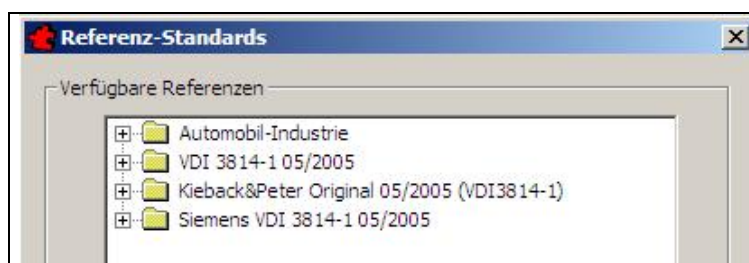 Referenz-Standards
Verfügbare Referenzen
Automobil-Industrie
VDI 3814-1 05/2005
Kieback&Peter Original 05/2005 (VDI3814-1)
Siemens VDI 3814-1 05/2005